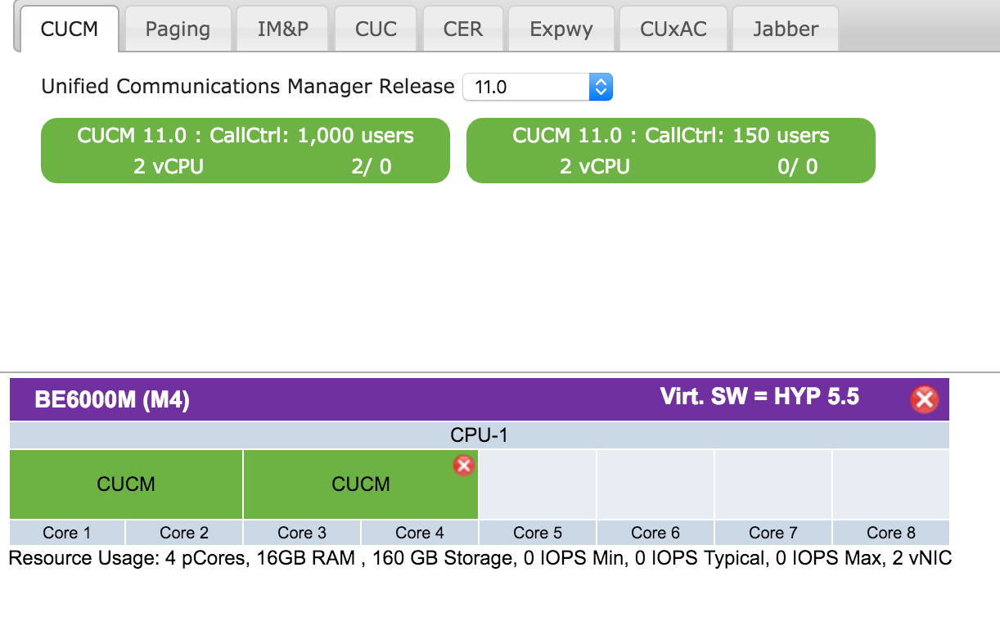 CUCM Paging IM&P CUC CER Expwy CUxAC Jabber
Unified Communications Manager Release 11.0
CUCM 11.0 : CallCtrl: 1,000 users
2 vCPU 2/ 0
CUCM 11.0 : CallCtrl: 150 users
2 vCPU 0/ 0
BE6000M (M4) Virt. SW = HYP 5.5
CPU-1
CUCM CUCM
Core 1 Core 2 Core 3 Core 4 Core 5 Core 6 Core 7 Core 8
Resource Usage: 4 pCores, 16GB RAM , 160 GB Storage, 0 IOPS Min, 0 IOPS Typical, 0 IOPS Max, 2 vNIC